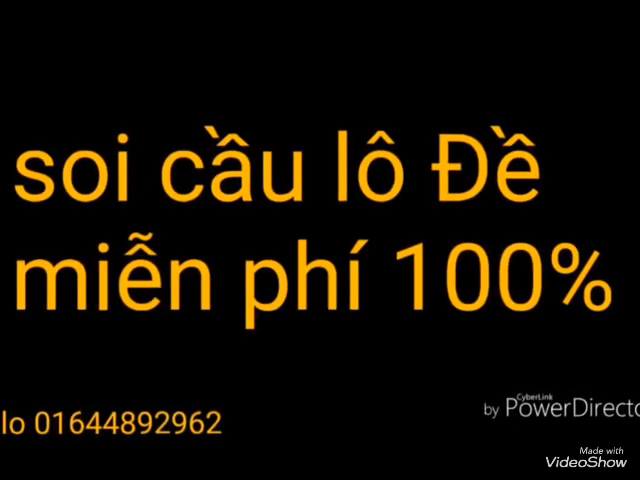 soi cầu lô Đề
miễn phí 100%
lo 01644892962
CyberLink
by PowerDirecto
Made with
VideoShow